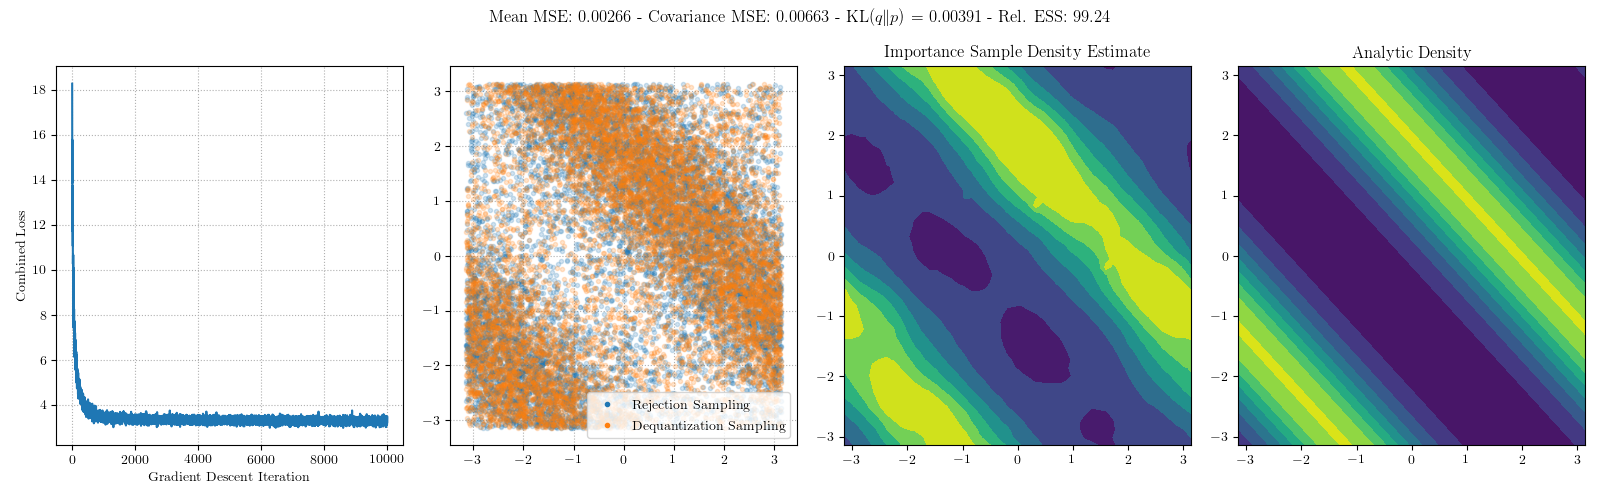 Mean MSE: 0.00266 - Covariance MSE: 0.00663 - KL(q‖p) = 0.00391 - Rel. ESS: 99.24
Importance Sample Density Estimate
Analytic Density
Combined Loss
18
16
14
12
10
8
6
4
0 2000 4000 6000 8000 10000
Gradient Descent Iteration
3
2
1
0
−1
−2
−3
−3 −2 −1 0 1 2 3
Rejection Sampling
Dequantization Sampling
3
2
1
0
−1
−2
−3
−3 −2 −1 0 1 2 3
3
2
1
0
−1
−2
−3
−3 −2 −1 0 1 2 3